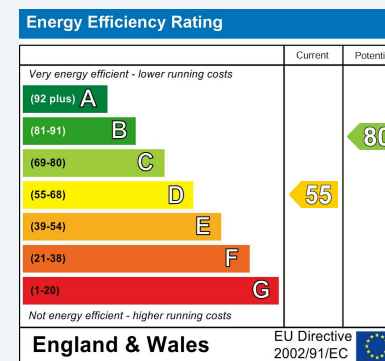 Energy Efficiency Rating
Current Potenti
Very energy efficient - lower running costs
(92 plus) A
(81-91) B
80
(69-80) C
(55-68) D
55
(39-54) E
(21-38) F
(1-20) G
Not energy efficient - higher running costs
England & Wales
EU Directive
2002/91/EC